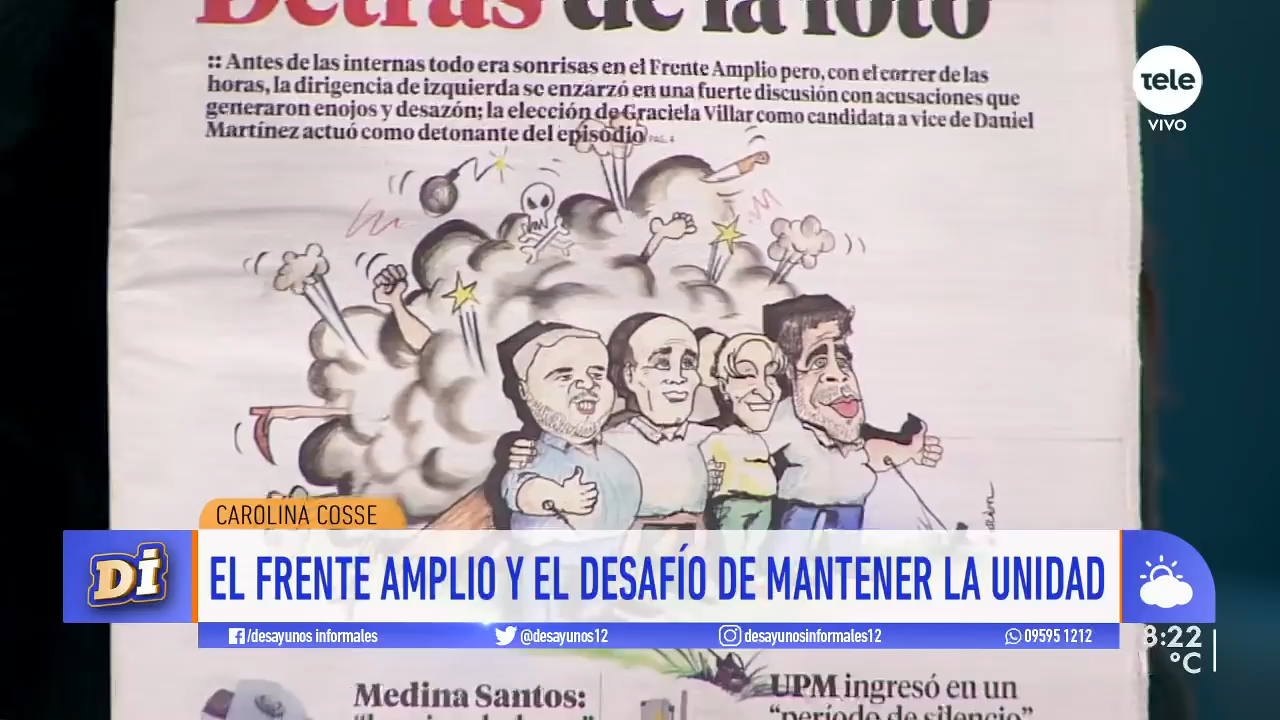 Detrás de la foto
:: Antes de las internas todo era sonrisas en el Frente Amplio pero, con el correr de las
horas, la dirigencia de izquierda se enzarzó en una fuerte discusión con acusaciones que
generaron enojos y desazón; la elección de Graciela Villar como candidata a vice de Daniel
Martínez actuó como detonante del episodio PAG. 4
tele
VIVO
CAROLINA COSSE
Di
EL FRENTE AMPLIO Y EL DESAFÍO DE MANTENER LA UNIDAD
/desayunos informales
@desayunos12
desayunosinformales12
09595 1212
8:22
°C
Medina Santos:
UPM ingresó en un
"período de silencio"